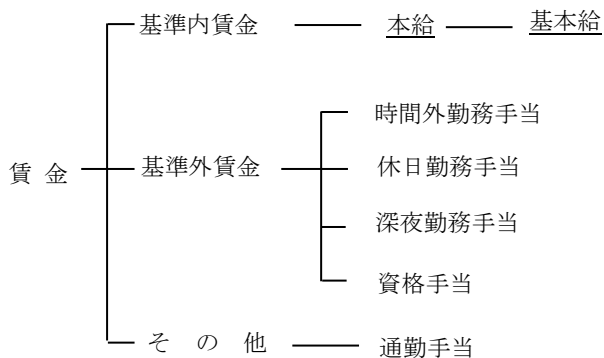 基準内賃金 本給 基本給
時間外勤務手当
賃金 基準外賃金 休日勤務手当
深夜勤務手当
資格手当
その他 通勤手当